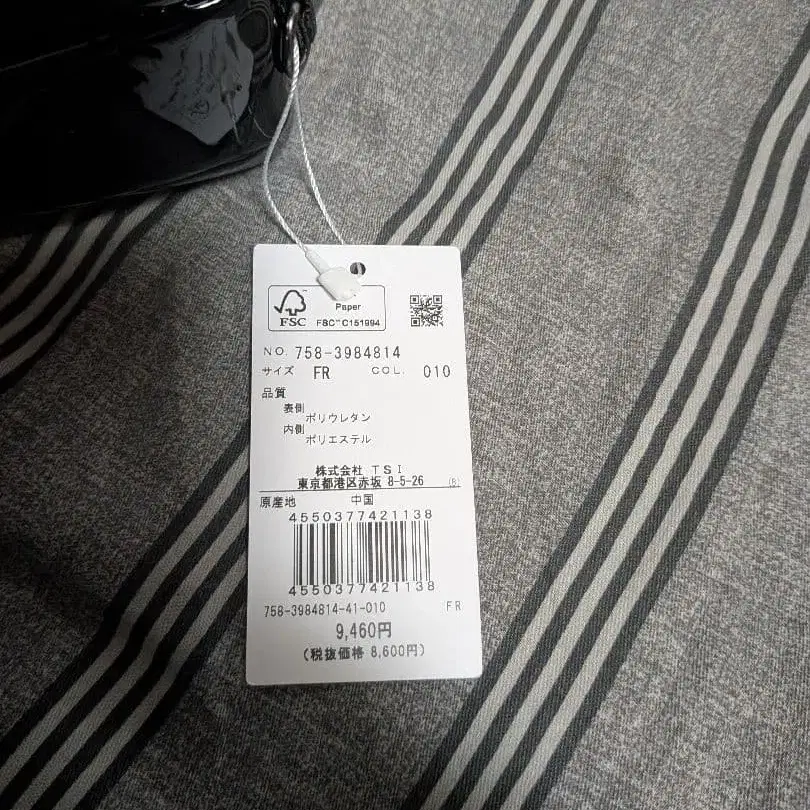 FSC™
Paper
FSC™ C151994
NO. 758-3984814
サイズ FR COL. 010
品質
表側
ポリウレタン
内側
ポリエステル
株式会社 TSI
東京都港区赤坂 8-5-26 (B)
原産地 中国
4550377421138
4550377421138
758-3984814-41-010 FR
9,460円
(税抜価格 8,600円)